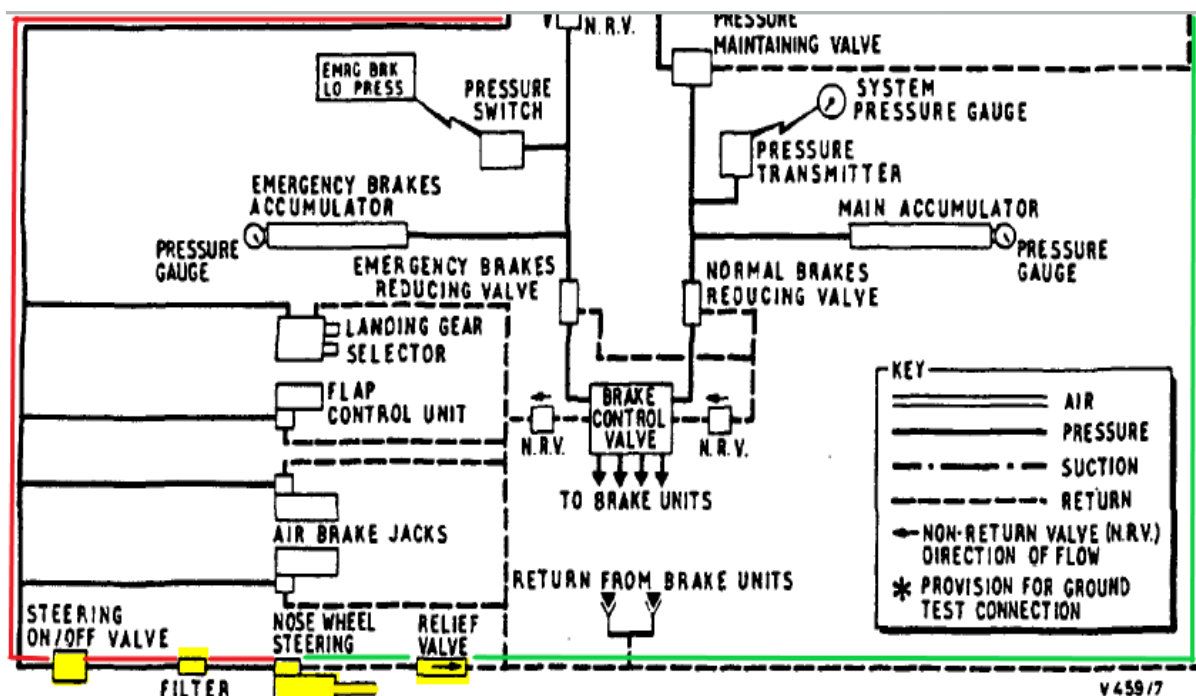 N.R.V.
PRESSURE
MAINTAINING VALVE
EMRG BRK
LO PRESS
PRESSURE
SWITCH
SYSTEM
PRESSURE GAUGE
PRESSURE
TRANSMITTER
EMERGENCY BRAKES
ACCUMULATOR
MAIN ACCUMULATOR
PRESSURE
GAUGE
PRESSURE
GAUGE
EMERGENCY BRAKES
REDUCING VALVE
NORMAL BRAKES
REDUCING VALVE
LANDING GEAR
SELECTOR
FLAP
CONTROL UNIT
BRAKE
CONTROL
VALVE
N.R.V.
N.R.V.
TO BRAKE UNITS
AIR BRAKE JACKS
RETURN FROM BRAKE UNITS
STEERING
ON/OFF VALVE
NOSE WHEEL
STEERING
RELIEF
VALVE
FILTER
KEY
AIR
PRESSURE
SUCTION
RETURN
NON-RETURN VALVE (N.R.V.)
DIRECTION OF FLOW
* PROVISION FOR GROUND
TEST CONNECTION
V459/7